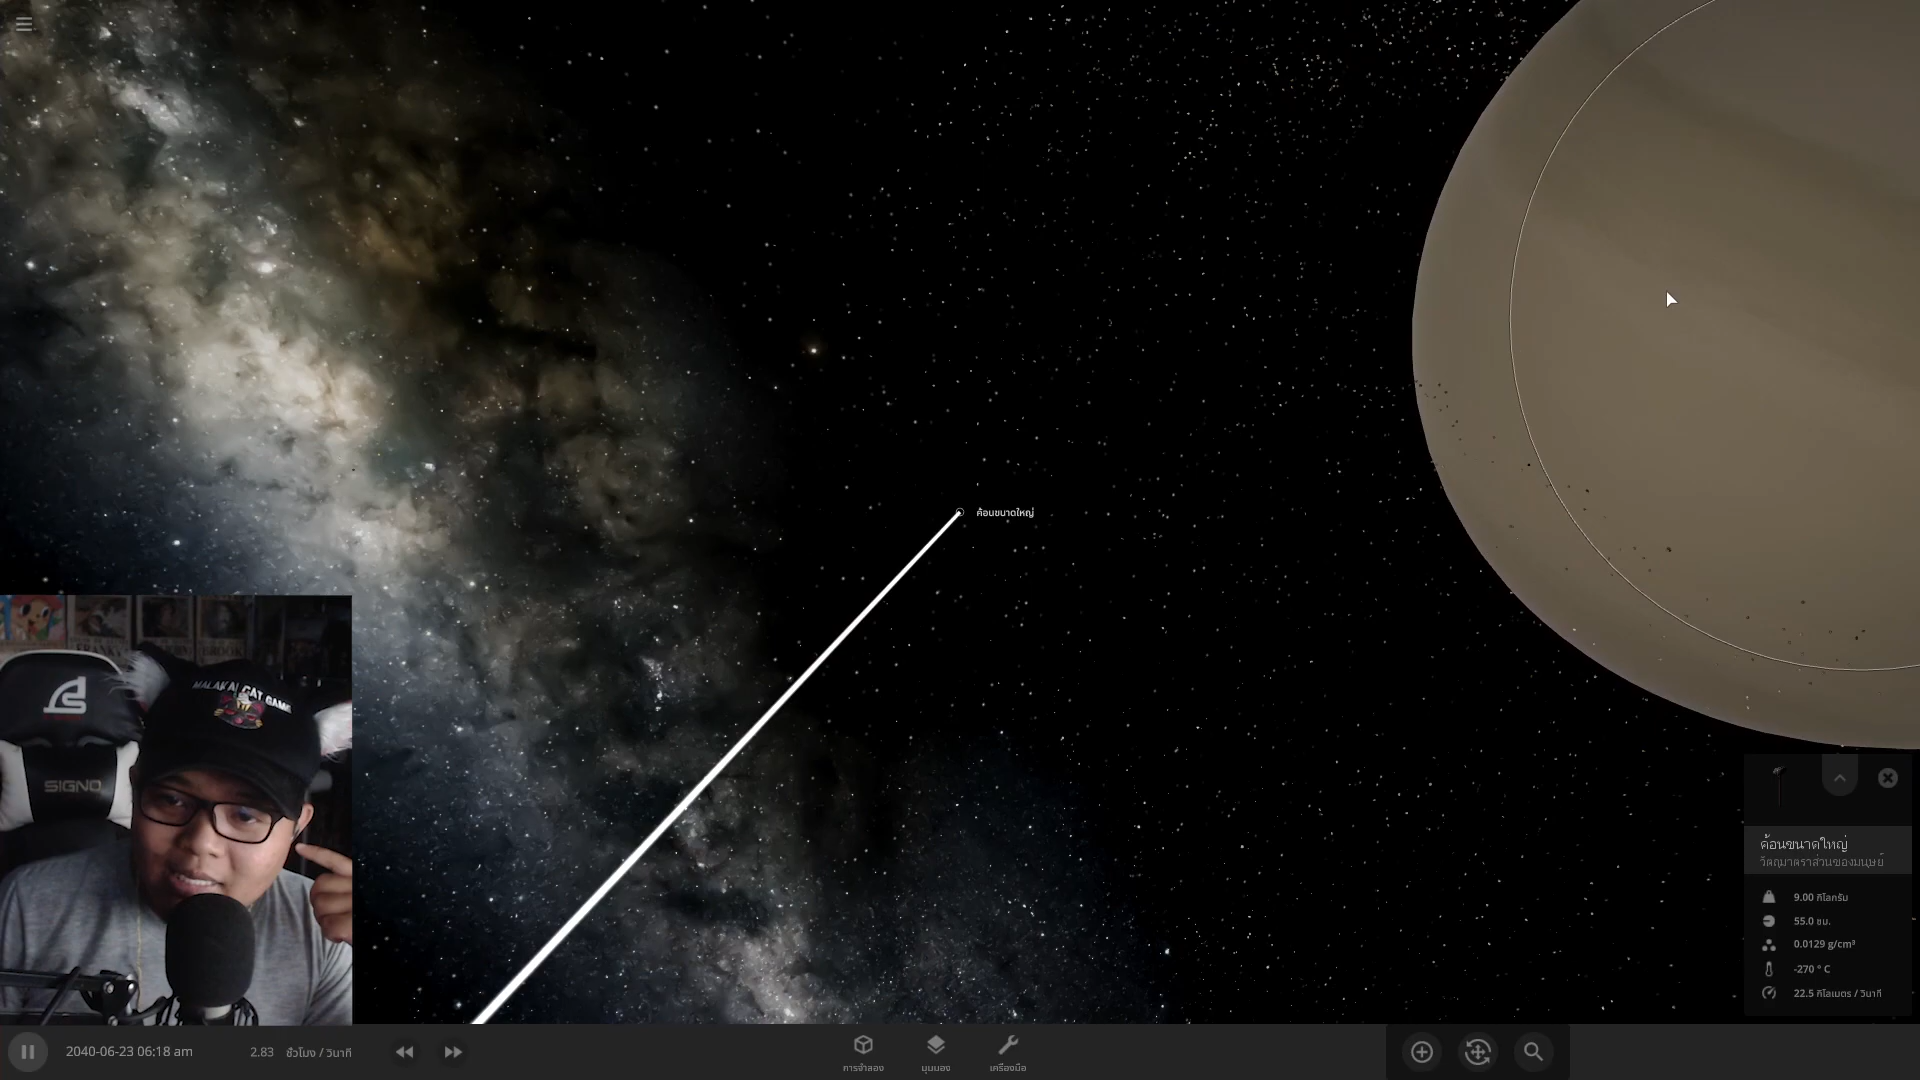 ค้อนขนาดใหญ่
FRANKY
BROOK
MALAKAI CAT GAME
SIGNO
ค้อนขนาดใหญ่
วัตถุมาตราส่วนของมนุษย์
9.00 กิโลกรัม
55.0 ซม.
0.0129 g/cm³
-270 ° C
22.5 กิโลเมตร / วินาที
2040-06-23 06:18 am
2.83 ชั่วโมง / วินาที
การจำลอง
มุมมอง
เครื่องมือ